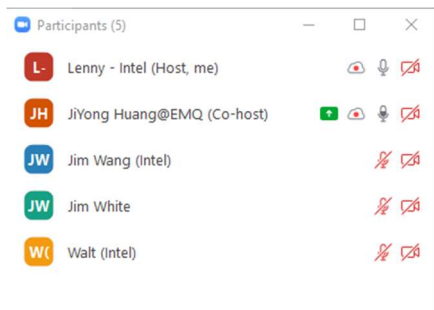 Participants (5)
L- Lenny - Intel (Host, me)
JH JiYong Huang@EMQ (Co-host)
JW Jim Wang (Intel)
JW Jim White
W( Walt (Intel)